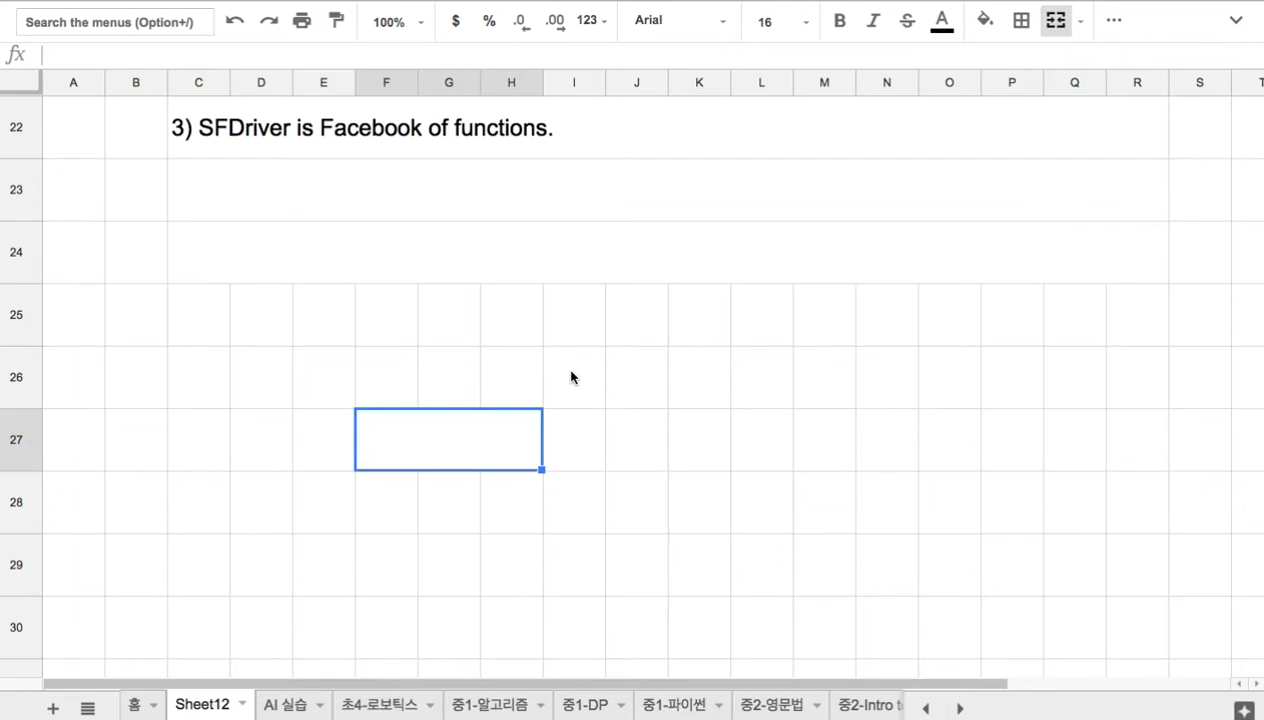 Search the menus (Option+/) 100% $ % .0 .00 123 Arial 16 B I S A
fx
A B C D E F G H I J K L M N O P Q R S T
22 3) SFDriver is Facebook of functions.
23
24
25
26
27
28
29
30
+ 홈 Sheet12 AI 실습 초4-로보틱스 중1-알고리즘 중1-DP 중1-파이썬 중2-영문법 중2-Intro